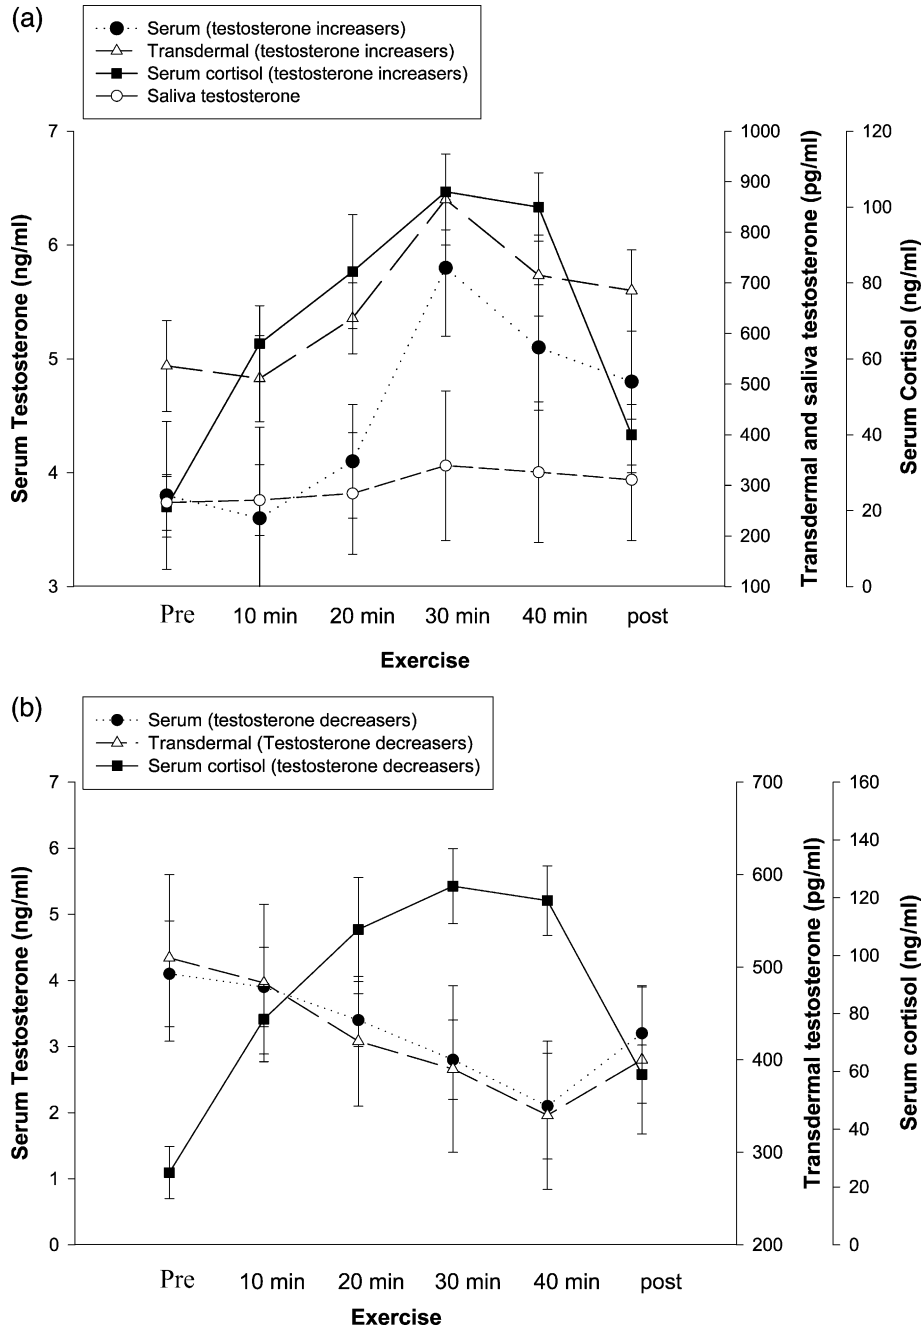 (a)
Serum (testosterone increasers)
Transdermal (testosterone increasers)
Serum cortisol (testosterone increasers)
Saliva testosterone
7
6
5
4
3
Serum Testosterone (ng/ml)
1000
900
800
700
600
500
400
300
200
100
Transdermal and saliva testosterone (pg/ml)
120
100
80
60
40
20
0
Serum Cortisol (ng/ml)
Pre 10 min 20 min 30 min 40 min post
Exercise
(b)
Serum (testosterone decreasers)
Transdermal (Testosterone decreasers)
Serum cortisol (testosterone decreasers)
7
6
5
4
3
2
1
0
Serum Testosterone (ng/ml)
700
600
500
400
300
200
Transdermal testosterone (pg/ml)
160
140
120
100
80
60
40
20
0
Serum cortisol (ng/ml)
Pre 10 min 20 min 30 min 40 min post
Exercise